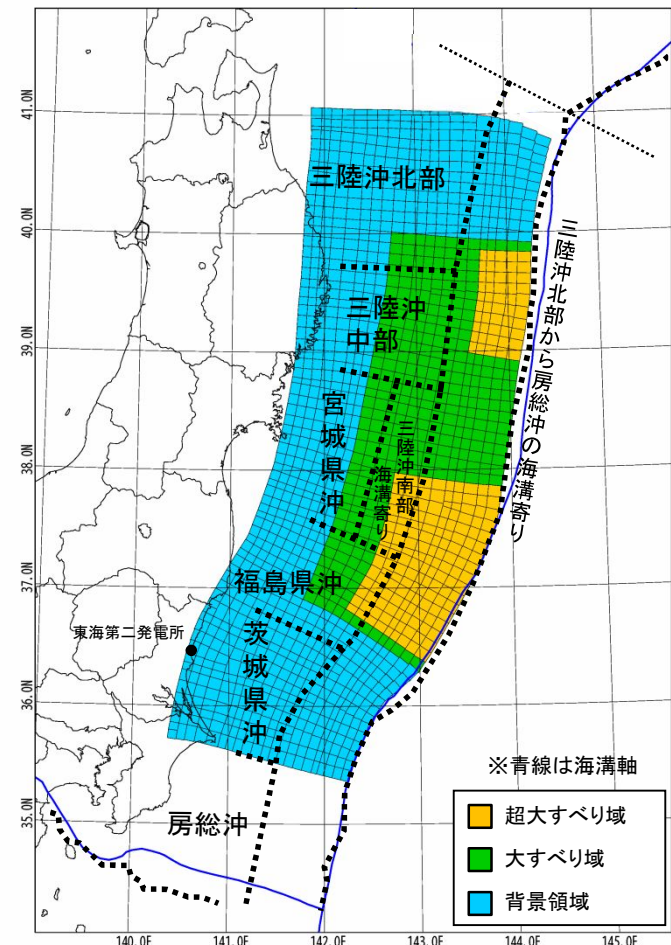 41.0N
三陸沖北部
40.0N
三陸沖北部から房総沖の海溝寄り
三陸沖
中部
39.0N
宮城県沖
三陸沖南部
海溝寄り
38.0N
37.0N
福島県沖
東海第二発電所
茨城県沖
36.0N
※青線は海溝軸
房総沖
35.0N
超大すべり域
大すべり域
背景領域
140.0E
141.0E
142.0E
143.0E
144.0E
145.0E